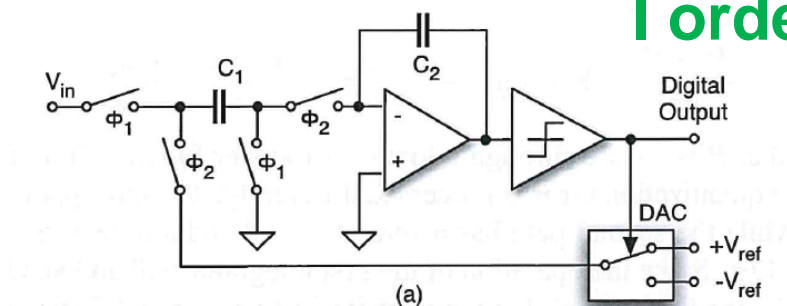 I orde
C1
C2
Vin
Φ1
Φ2
Digital
Output
Φ2
Φ1
-
+
DAC
+Vref
-Vref
(a)